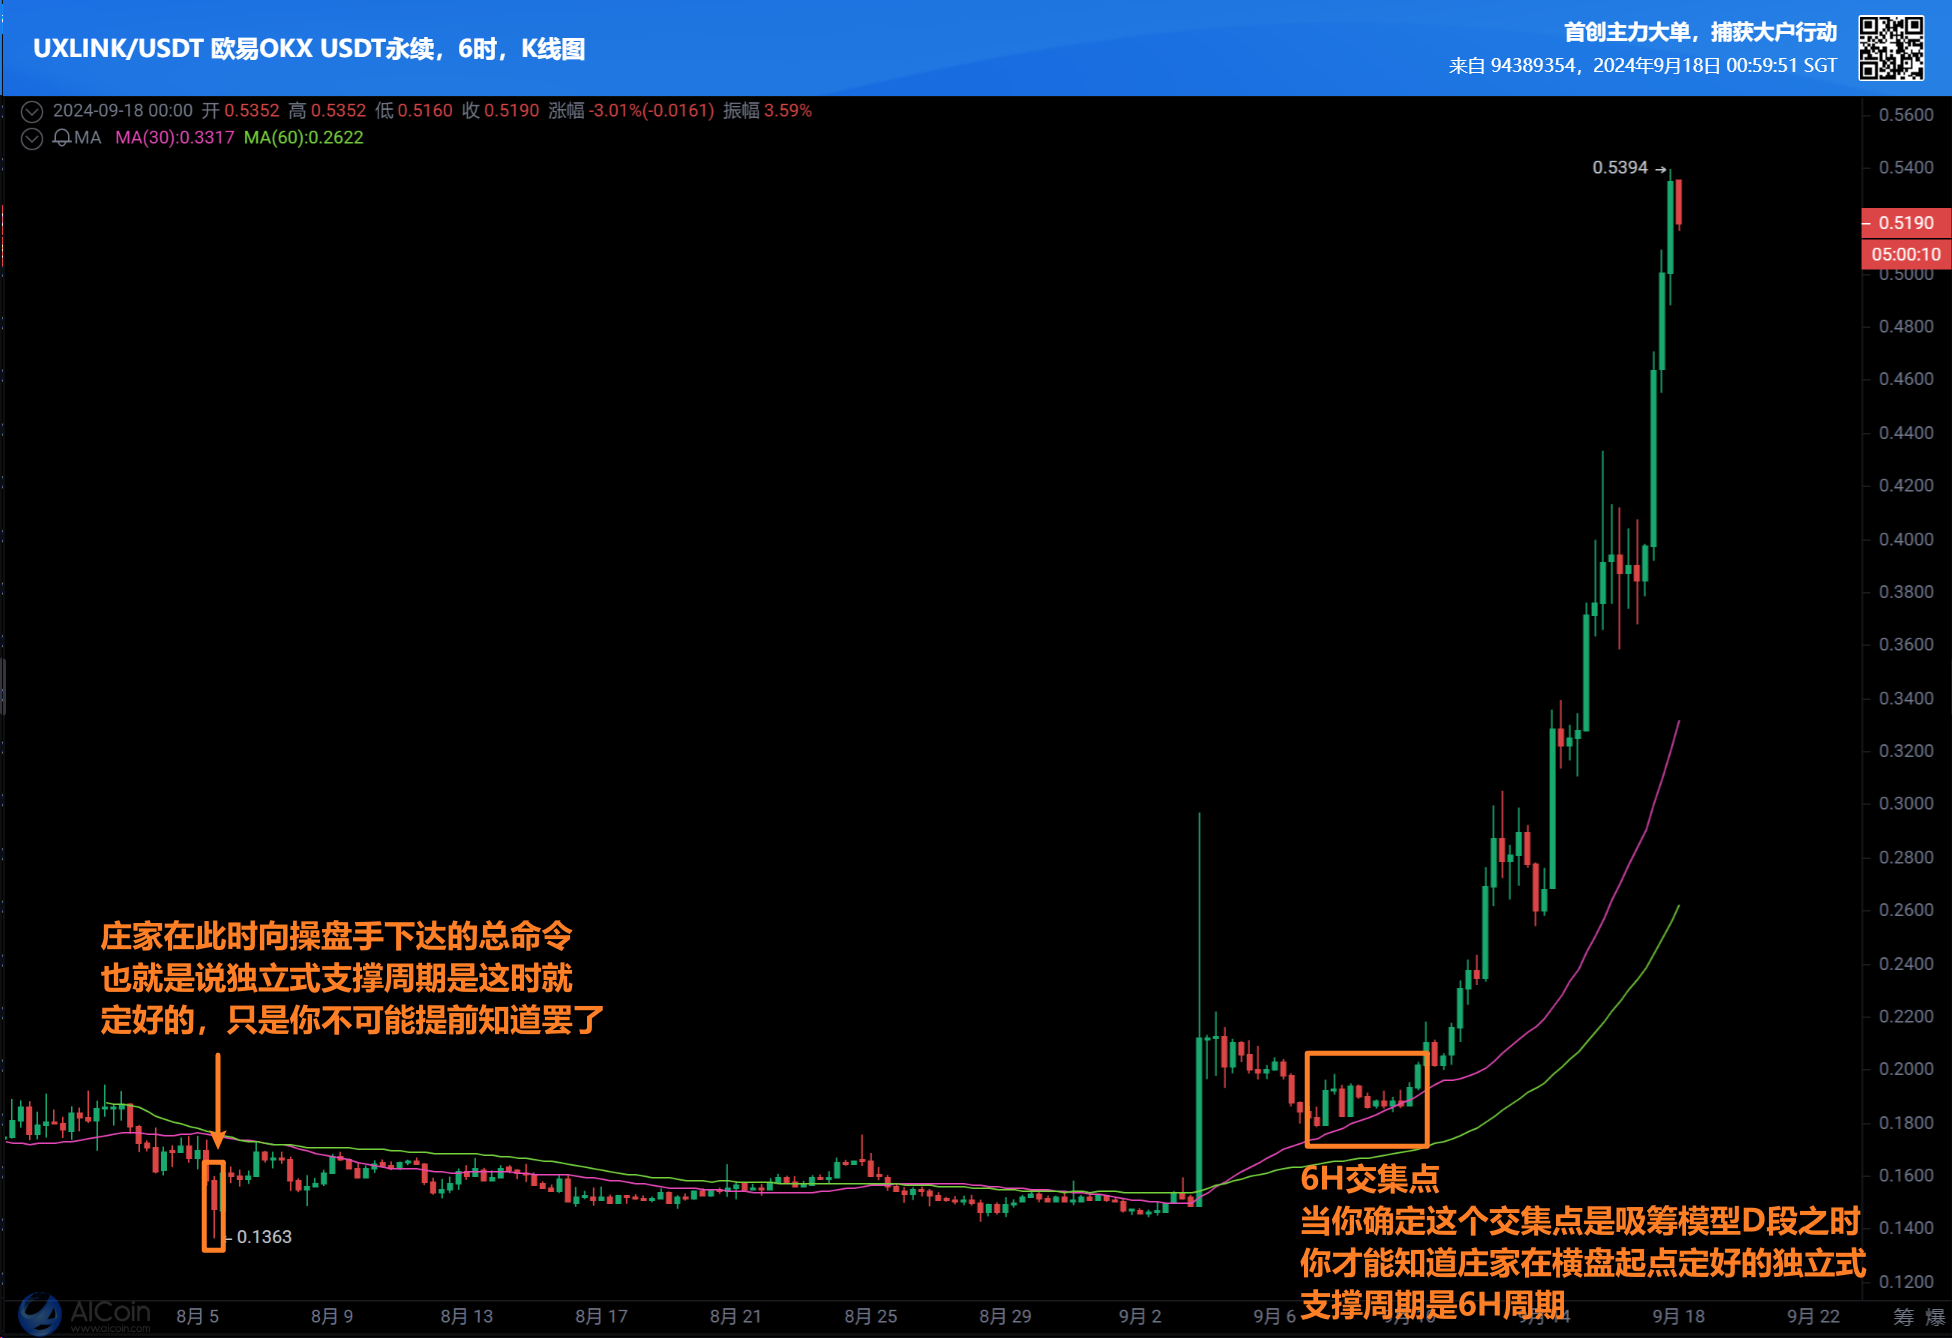 UXLINK/USDT 欧易OKX USDT永续，6时，K线图
首创主力大单，捕获大户行动
来自 94389354，2024年9月18日 00:59:51 SGT
2024-09-18 00:00 开 0.5352 高 0.5352 低 0.5160 收 0.5190 涨幅 -3.01%(-0.0161) 振幅 3.59%
MA MA(30):0.3317 MA(60):0.2622
0.5600
0.5394
0.5400
0.5190
05:00:10
0.5000
0.4800
0.4600
0.4400
0.4200
0.4000
0.3800
0.3600
0.3400
0.3200
0.3000
0.2800
0.2600
0.2400
0.2200
0.2000
0.1800
0.1600
0.1400
0.1200
庄家在此时向操盘手下达的总命令
也就是说独立式支撑周期是这时就
定好的，只是你不可能提前知道罢了
0.1363
6H交集点
当你确定这个交集点是吸筹模型D段之时
你才能知道庄家在横盘起点定好的独立式
支撑周期是6H周期
AICoin
www.aicoin.com
8月 5 8月 9 8月 13 8月 17 8月 21 8月 25 8月 29 9月 2 9月 6 9月 18 9月 22 筹 爆